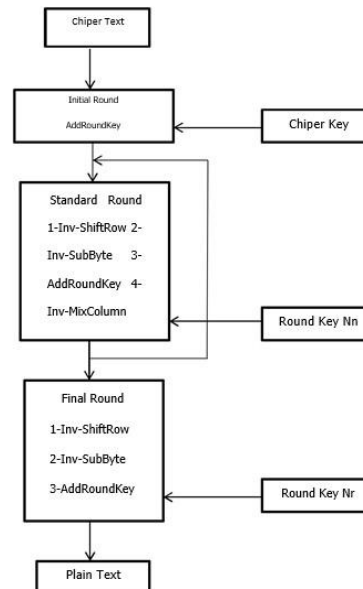 Chiper Text
Initial Round
AddRoundKey
Chiper Key
Standard Round
1-Inv-ShiftRow 2-
Inv-SubByte 3-
AddRoundKey 4-
Inv-MixColumn
Round Key Nn
Final Round
1-Inv-ShiftRow
2-Inv-SubByte
3-AddRoundKey
Round Key Nr
Plain Text